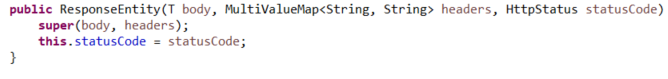 public ResponseEntity(T body, MultiValueMap<String, String> headers, HttpStatus statusCode)
super(body, headers);
this.statusCode = statusCode;
}